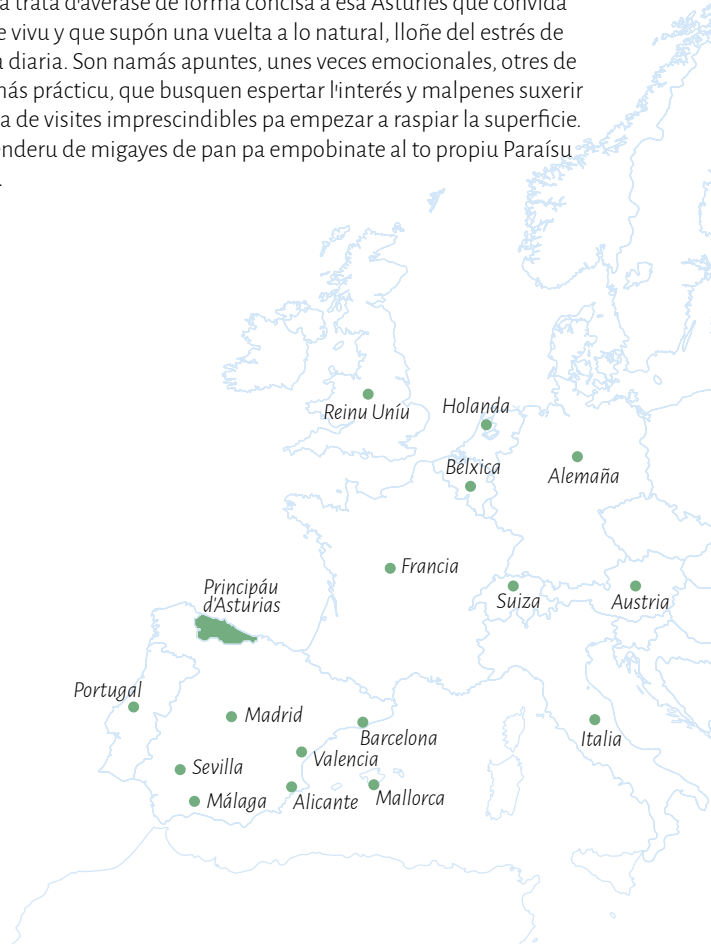 a trata d'averase de forma concisa a esa Asturies que convida
e vivu y que supón una vuelta a lo natural, lloñe del estrés de
a diaria. Son namás apuntes, unes veces emocionales, otres de
más prácticu, que busquen espertar l'interés y malpenes suxerir
a de visites imprescindibles pa empezar a raspiar la superficie.
enderu de migayes de pan pa empobinate al to propiu Paraísu
.
Reinu Uníu
Holanda
Bélxica
Alemaña
Francia
Principáu
d'Asturias
Suiza
Austria
Portugal
Madrid
Barcelona
Italia
Valencia
Sevilla
Málaga
Alicante
Mallorca